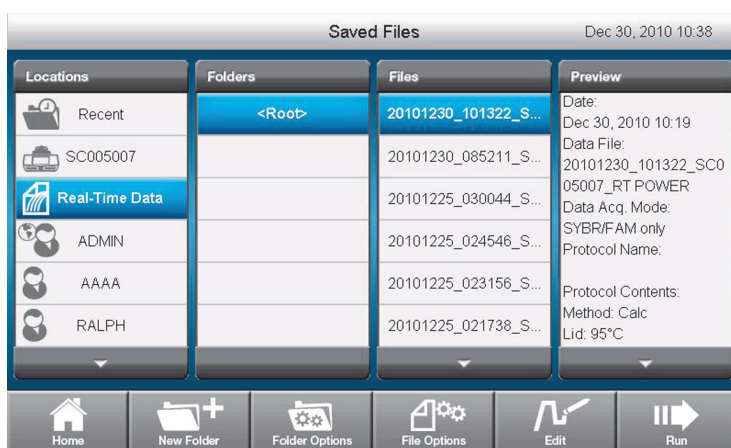 Saved Files
Dec 30, 2010 10:38
Locations
Recent
SC005007
Real-Time Data
ADMIN
AAAA
RALPH
Folders
<Root>
Files
20101230_101322_S...
20101230_085211_S...
20101225_030044_S...
20101225_024546_S...
20101225_023156_S...
20101225_021738_S...
Preview
Date:
Dec 30, 2010 10:19
Data File:
20101230_101322_SC0
05007_RT POWER
Data Acq. Mode:
SYBR/FAM only
Protocol Name:
Protocol Contents:
Method: Calc
Lid: 95°C
Home
New Folder
Folder Options
File Options
Edit
Run